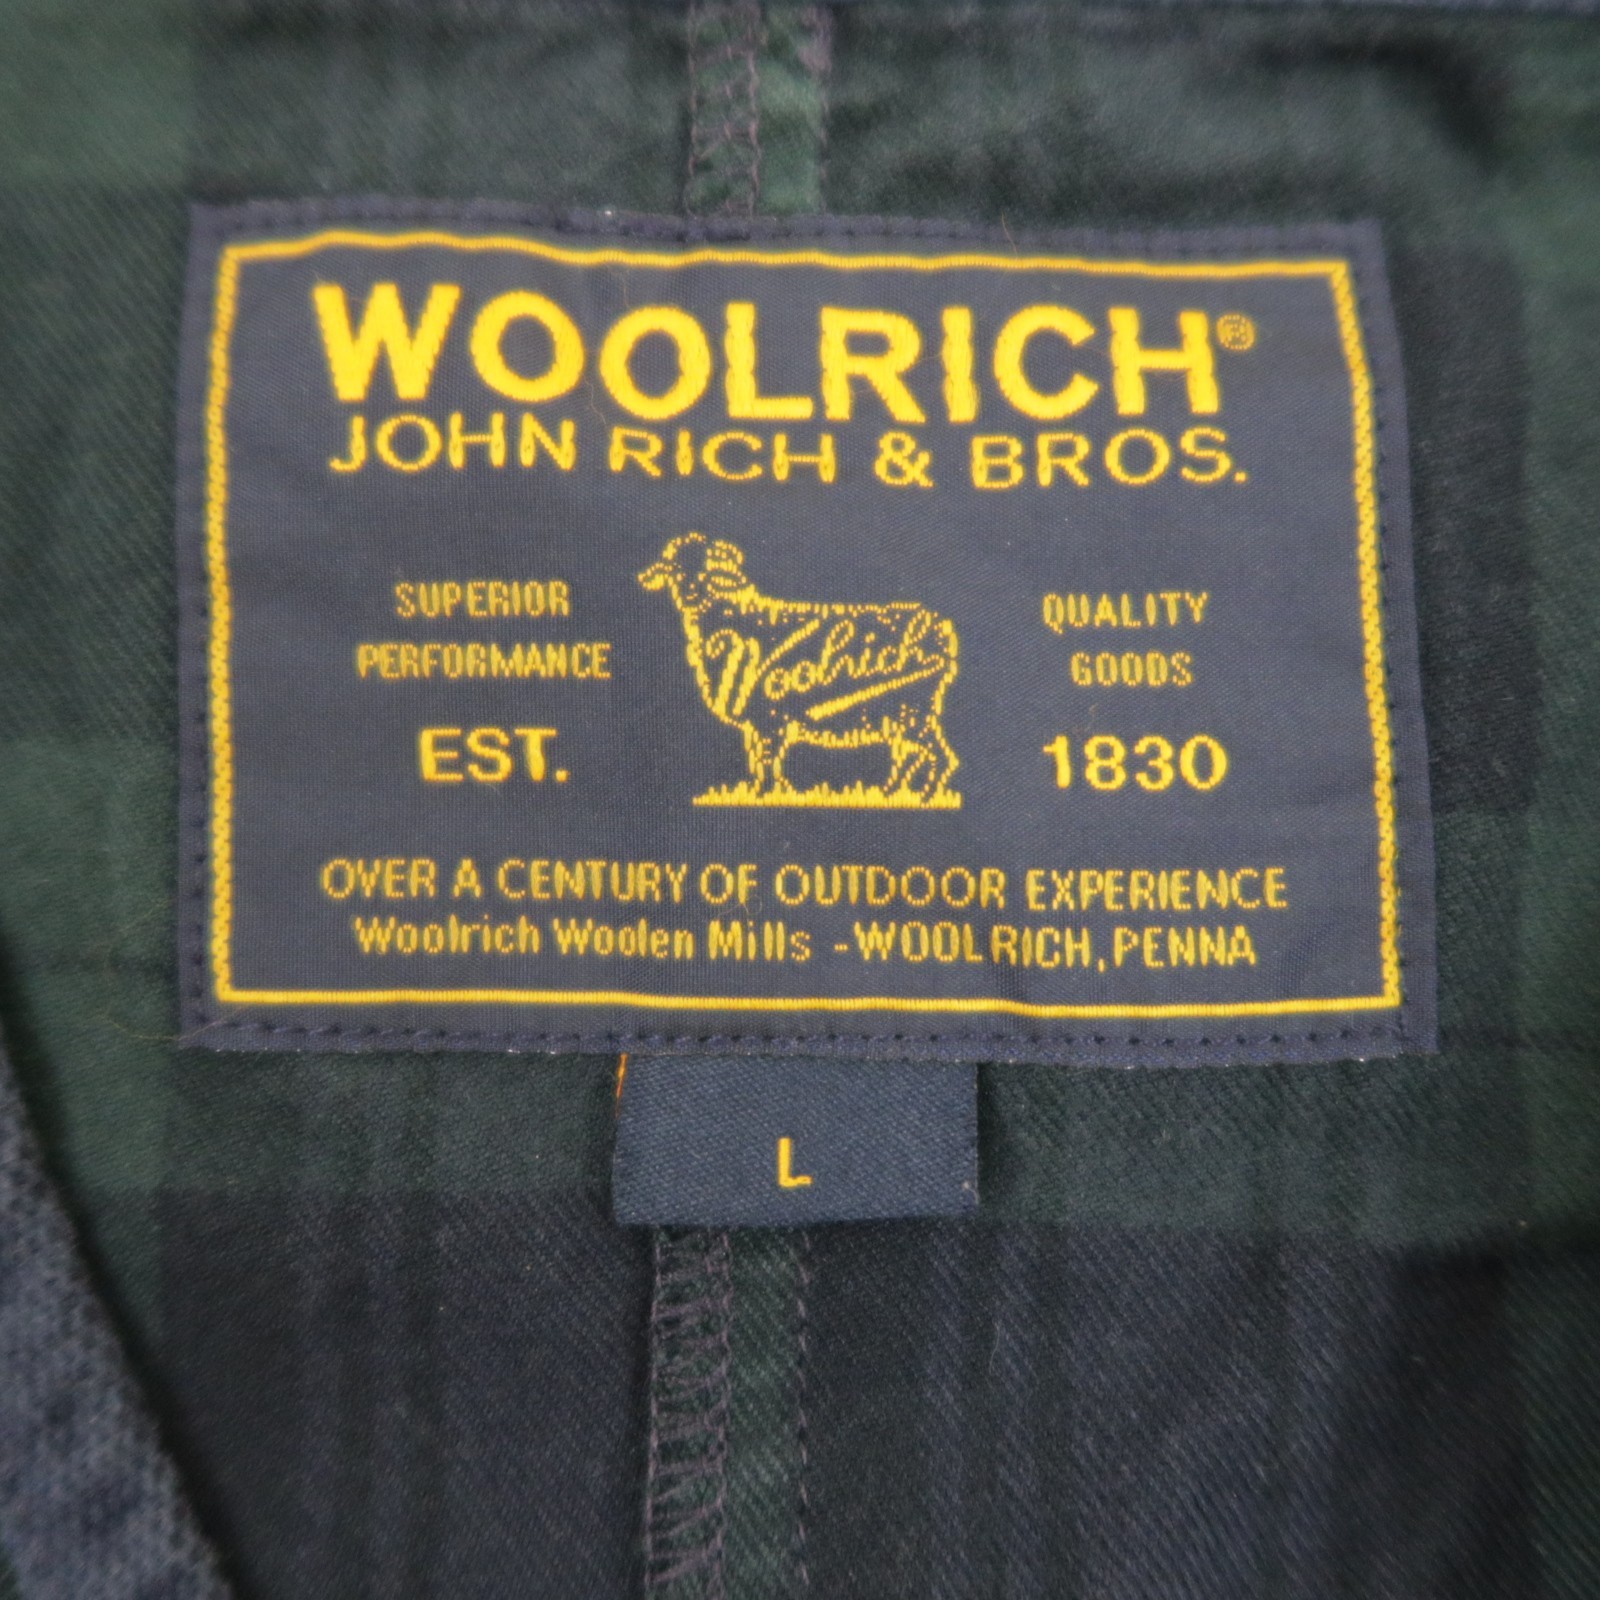 WOOLRICH®
JOHN RICH & BROS.
SUPERIOR
PERFORMANCE
EST.
Woolrich
QUALITY
GOODS
1830
OVER A CENTURY OF OUTDOOR EXPERIENCE
Woolrich Woolen Mills -WOOLRICH, PENNA
L